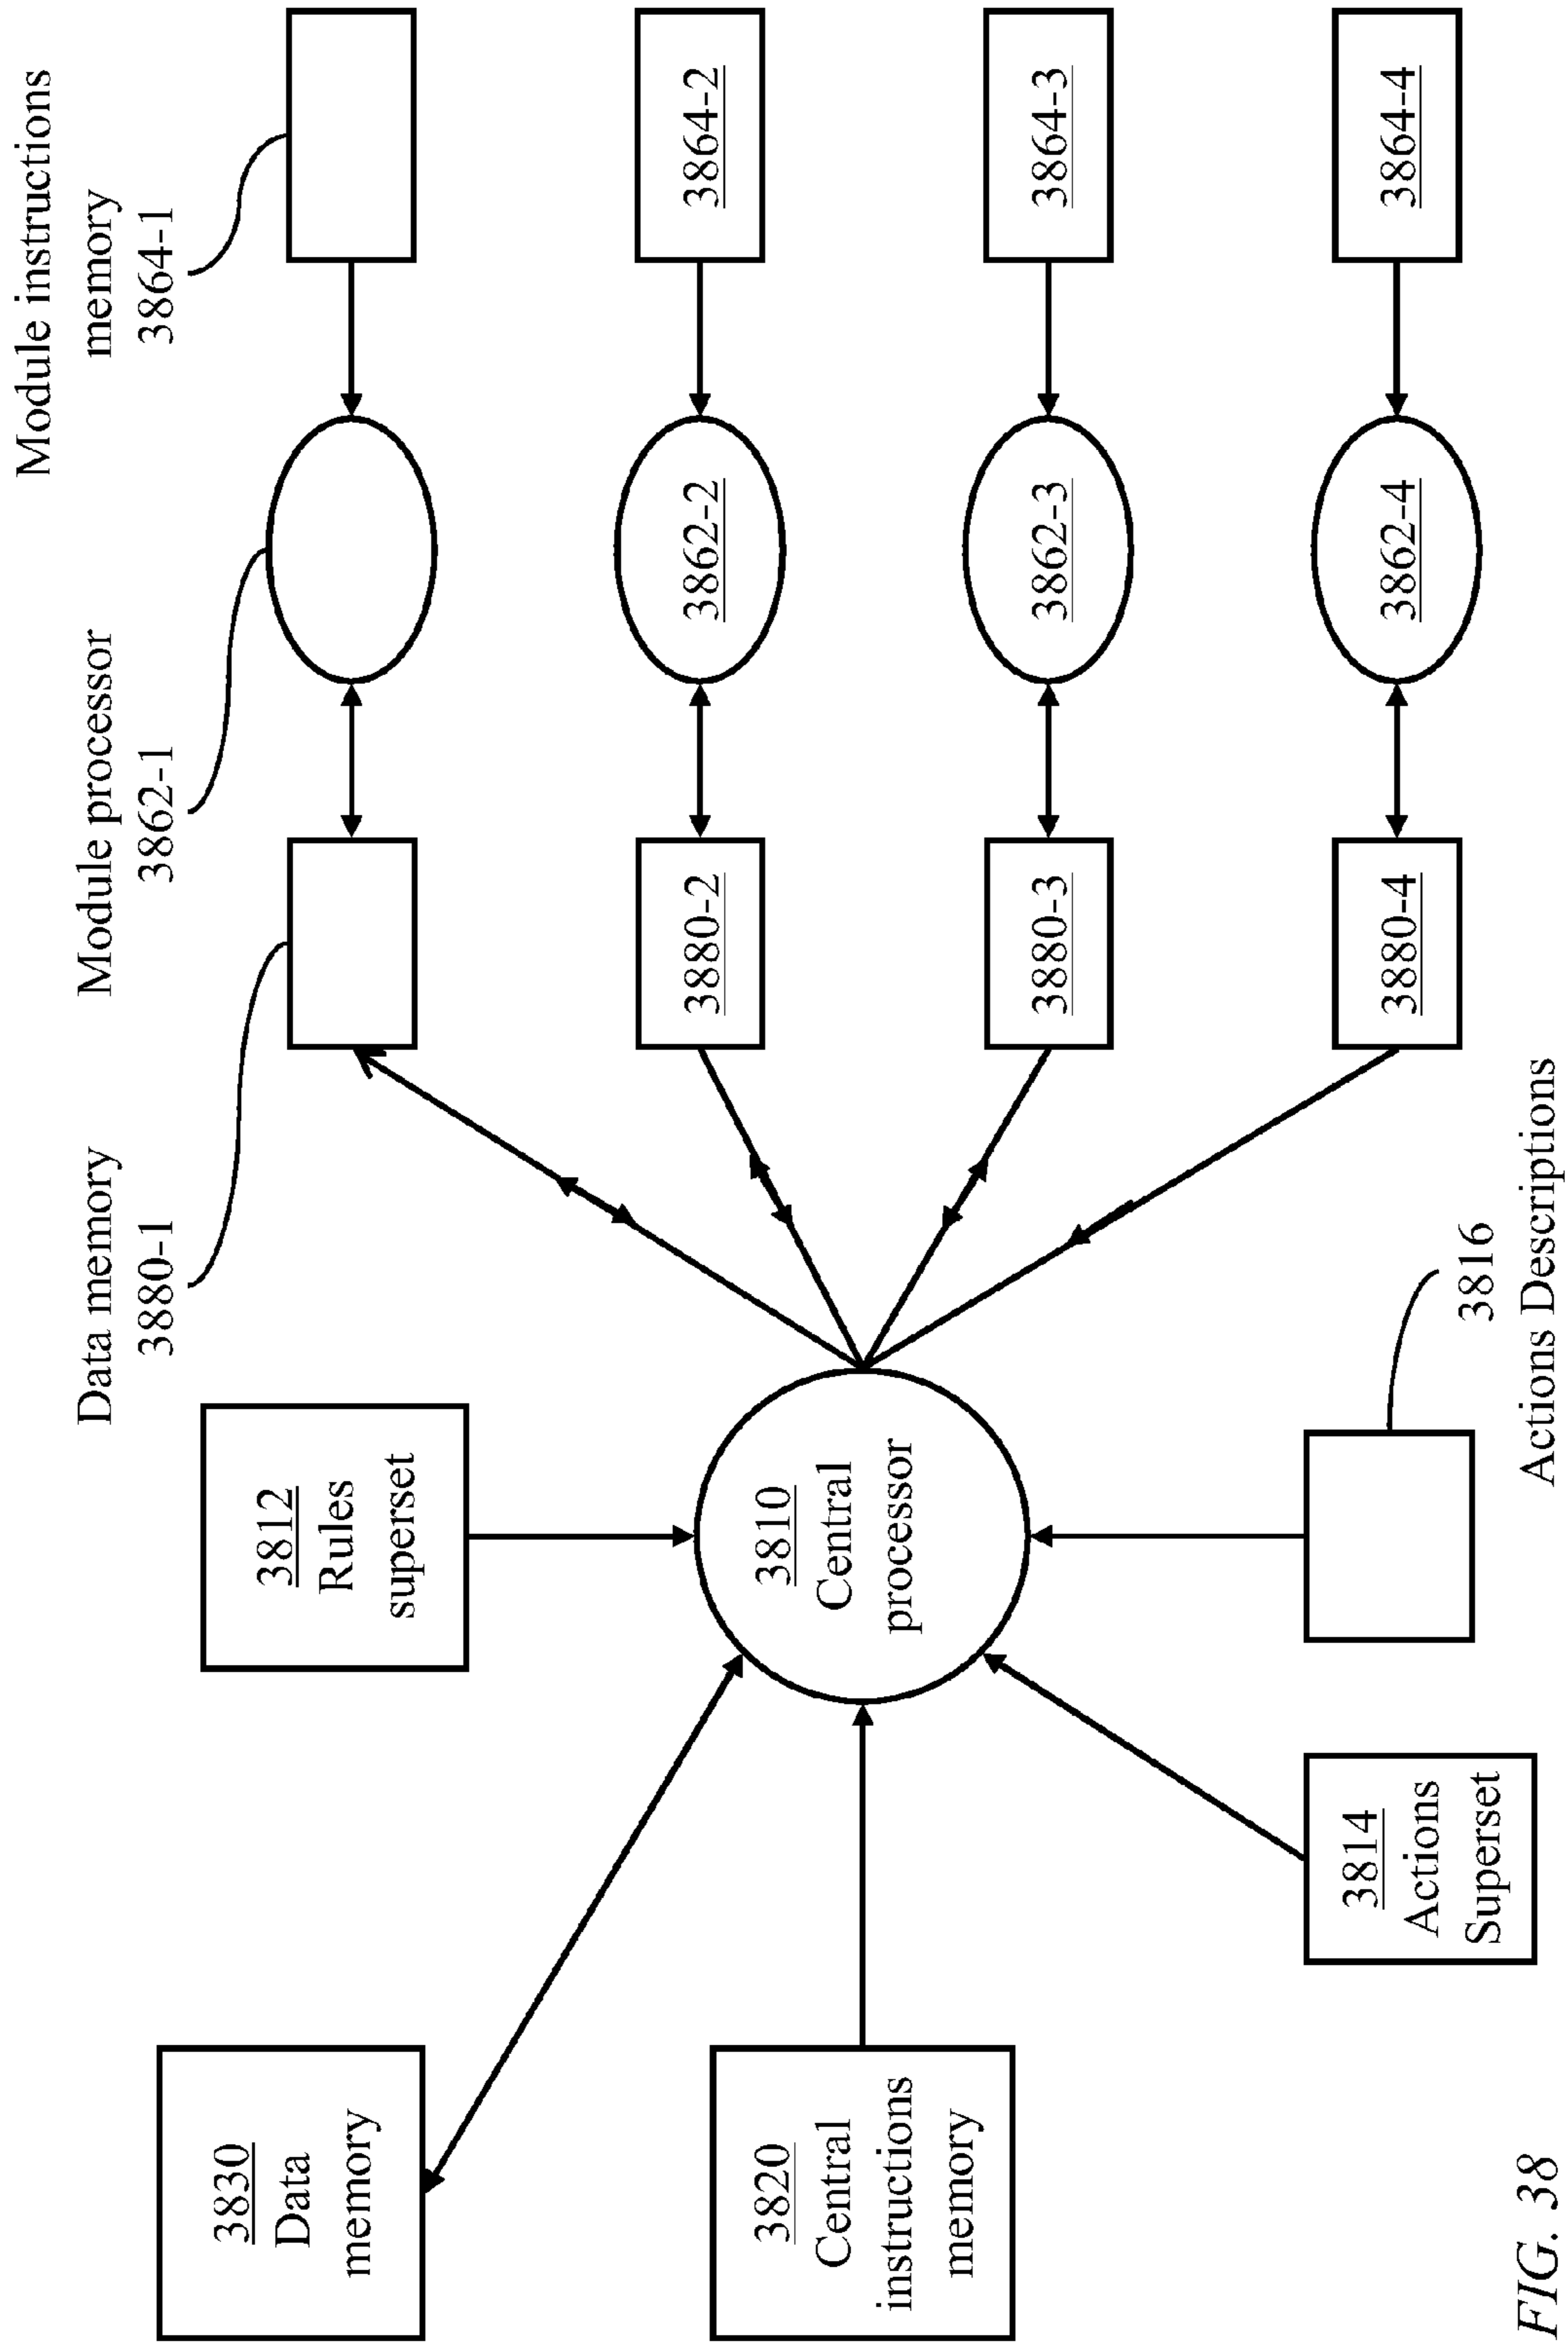 Module instructions
memory
3864-1
Module processor
3862-1
Data memory
3880-1
3864-2
3862-2
3880-2
3864-3
3862-3
3880-3
3864-4
3862-4
3880-4
3812
Rules
superset
3810
Central
processor
3816
Actions Descriptions
3830
Data
memory
3820
Central
instructions
memory
3814
Actions
Superset
FIG. 38